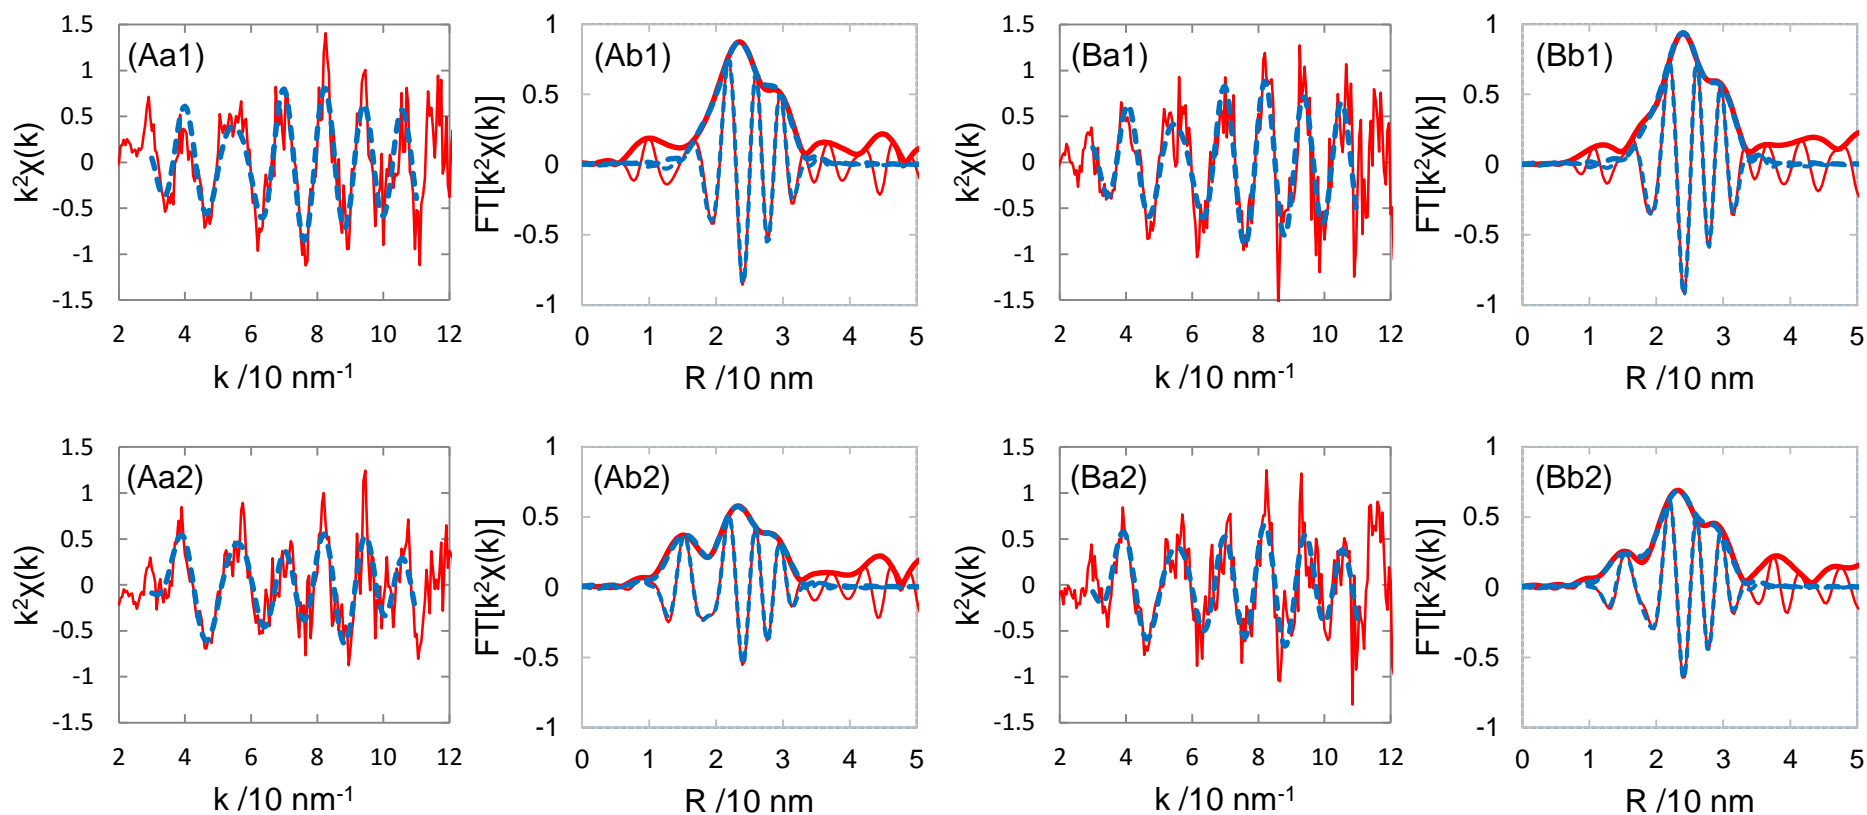 (Aa1)
k²χ(k)
1.5
1
0.5
0
-0.5
-1
-1.5
2 4 6 8 10 12
k /10 nm⁻¹
(Ab1)
FT[k²χ(k)]
1
0.5
0
-0.5
-1
0 1 2 3 4 5
R /10 nm
(Ba1)
k²χ(k)
1.5
1
0.5
0
-0.5
-1
-1.5
2 4 6 8 10 12
k /10 nm⁻¹
(Bb1)
FT[k²χ(k)]
1
0.5
0
-0.5
-1
0 1 2 3 4 5
R /10 nm
(Aa2)
k²χ(k)
1.5
1
0.5
0
-0.5
-1
-1.5
2 4 6 8 10 12
k /10 nm⁻¹
(Ab2)
FT[k²χ(k)]
1
0.5
0
-0.5
-1
0 1 2 3 4 5
R /10 nm
(Ba2)
k²χ(k)
1.5
1
0.5
0
-0.5
-1
-1.5
2 4 6 8 10 12
k /10 nm⁻¹
(Bb2)
FT[k²χ(k)]
1
0.5
0
-0.5
-1
0 1 2 3 4 5
R /10 nm